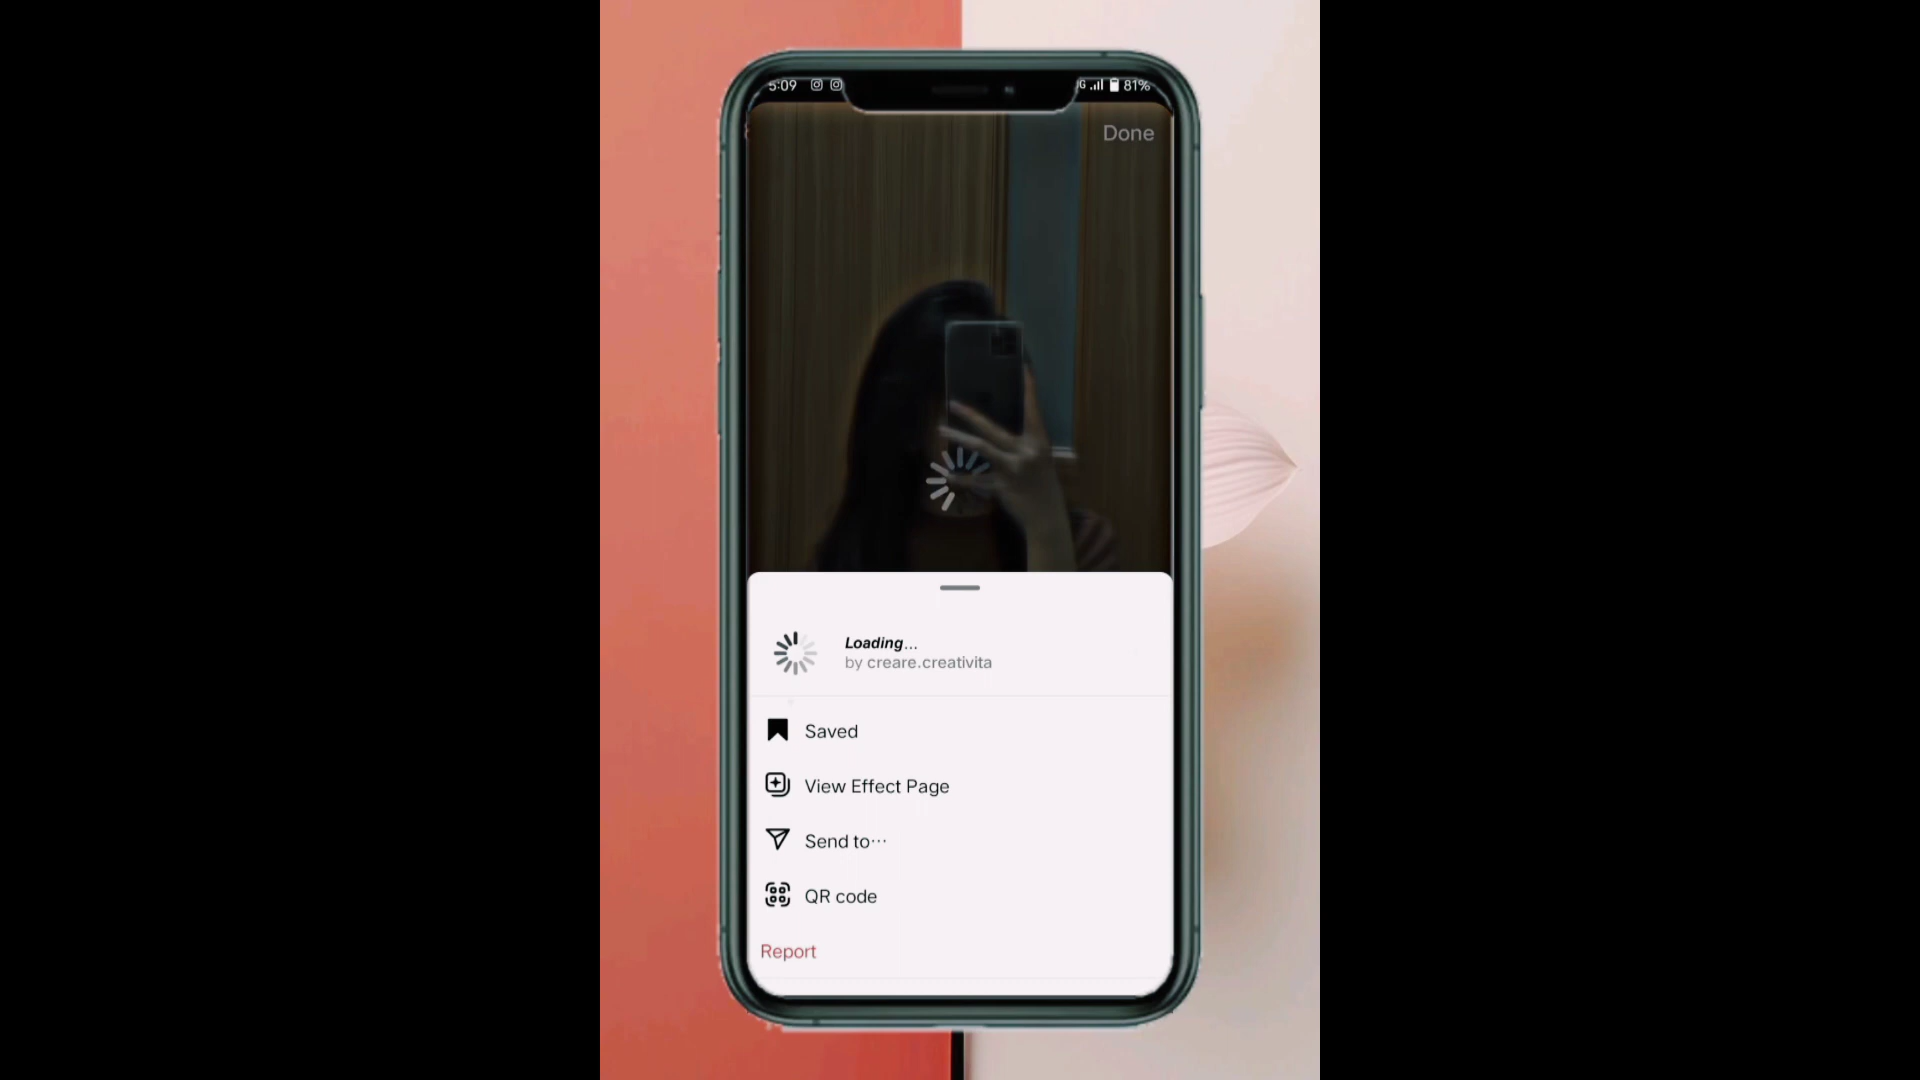 5:09
G 81%
Done
Loading...
by creare.creativita
Saved
View Effect Page
Send to...
QR code
Report